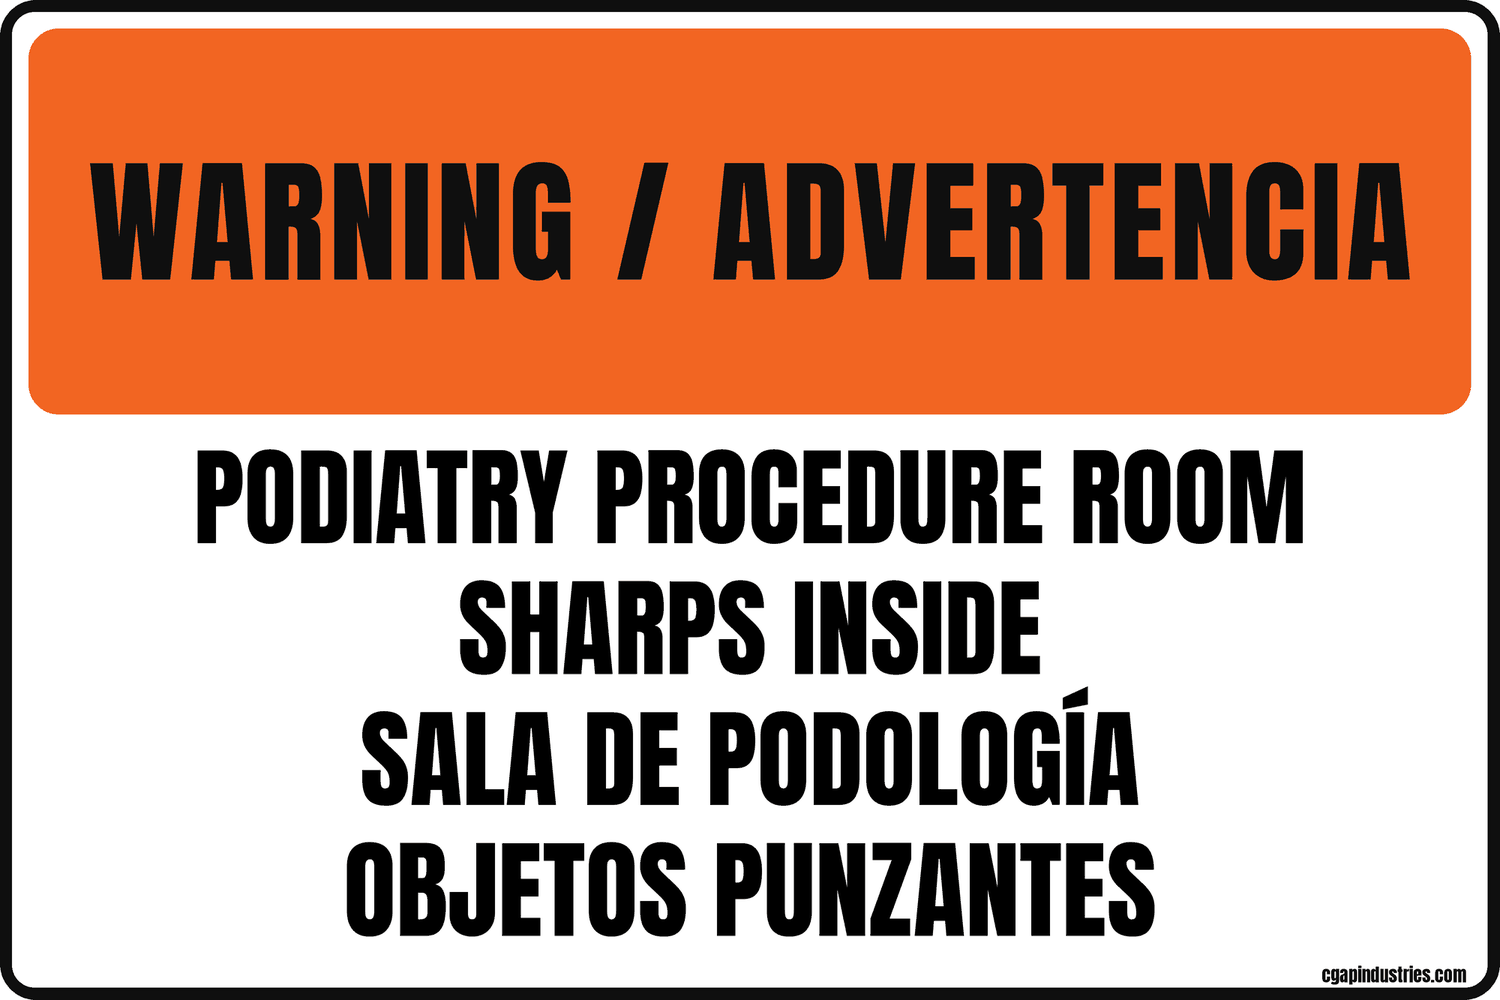 WARNING / ADVERTENCIA
PODIATRY PROCEDURE ROOM
SHARPS INSIDE
SALA DE PODOLOGÍA
OBJETOS PUNZANTES
cgapindustries.com